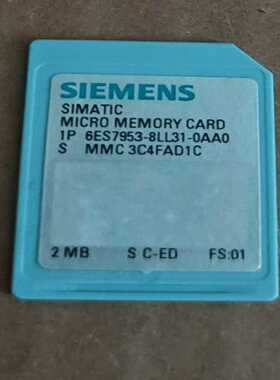 SIEMENS
SIMATIC
MICRO MEMORY CARD
1P 6ES7953-8LL31-0AA0
S MMC 3C4FAD1C
2 MB S C-ED FS:01